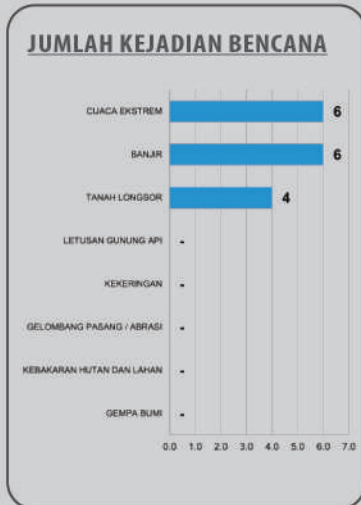 JUMLAH KEJADIAN BENCANA
CUACA EKSTREM 6
BANJIR 6
TANAH LONGSOR 4
LETUSAN GUNUNG API -
KEKERINGAN -
GELOMBANG PASANG / ABRASI -
KEBAKARAN HUTAN DAN LAHAN -
GEMPA BUMI -
0.0 1.0 2.0 3.0 4.0 5.0 6.0 7.0